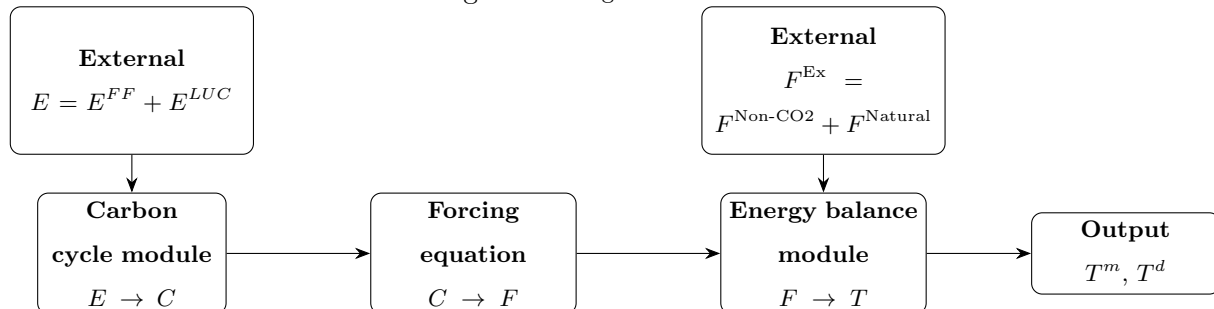 External
E = E^{FF} + E^{LUC}
External
F^{Ex} =
F^{Non-CO2} + F^{Natural}
Carbon
cycle module
E → C
Forcing
equation
C → F
Energy balance
module
F → T
Output
T^m, T^d